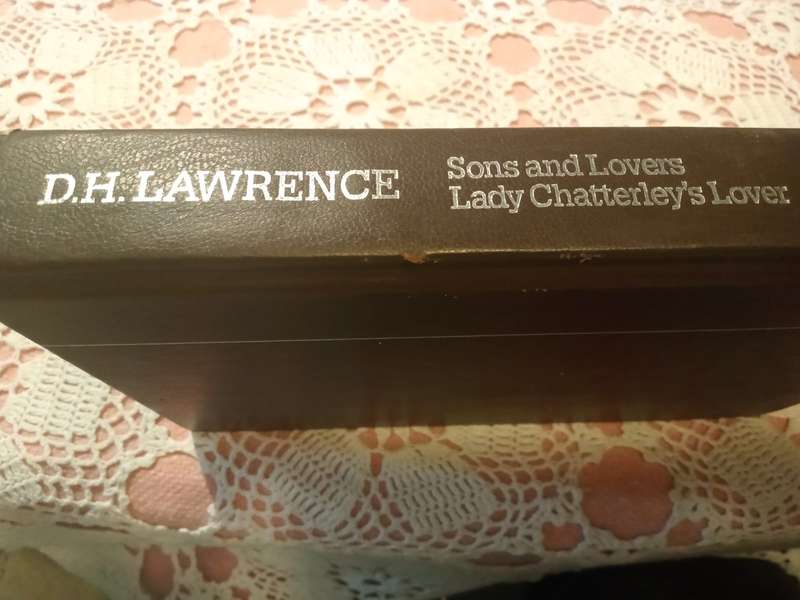 D.H. LAWRENCE
Sons and Lovers
Lady Chatterley's Lover